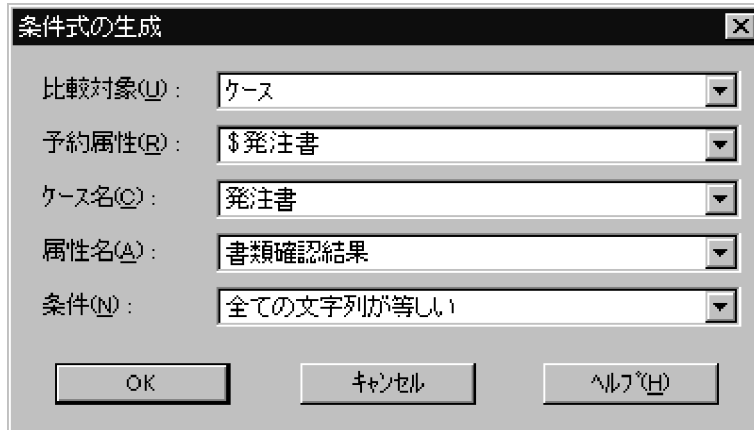 条件式の生成
比較対象(U): ケース
予約属性(R): $発注書
ケース名(C): 発注書
属性名(A): 書類確認結果
条件(N): 全ての文字列が等しい
OK キャンセル ヘルプ(H)